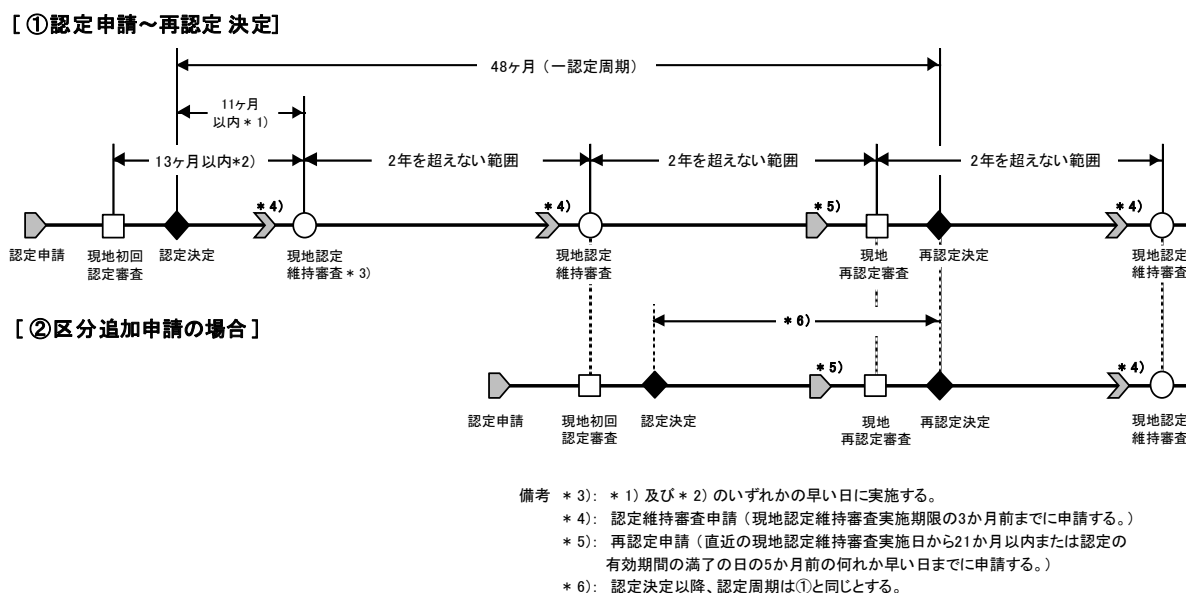 [ ①認定申請～再認定 決定]
48ヶ月 （一認定周期）
11ヶ月
以内＊1）
13ヶ月以内*2）
2年を超えない範囲
2年を超えない範囲
2年を超えない範囲
＊4）
＊4）
＊5）
＊4）
認定申請
現地初回
認定審査
認定決定
現地認定
維持審査＊3）
現地認定
維持審査
現地
再認定審査
再認定決定
現地認定
維持審査
[ ②区分追加申請の場合 ]
＊6）
＊5）
＊4）
認定申請
現地初回
認定審査
認定決定
現地
再認定審査
再認定決定
現地認定
維持審査
備考 ＊3）： ＊1）及び＊2）のいずれかの早い日に実施する。
＊4）： 認定維持審査申請（現地認定維持審査実施期限の3か月前までに申請する。）
＊5）： 再認定申請（直近の現地認定維持審査実施日から21か月以内または認定の
有効期間の満了の日の5か月前の何れか早い日までに申請する。）
＊6）： 認定決定以降、認定周期は①と同じとする。